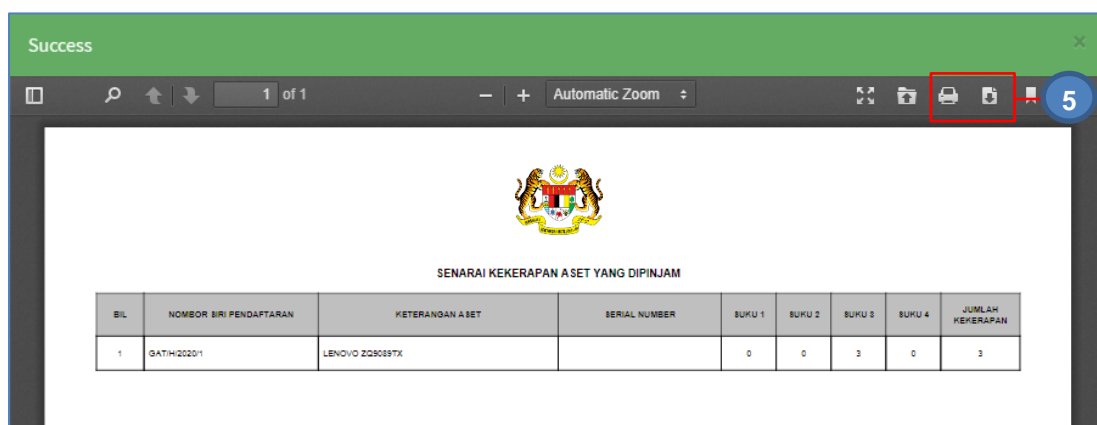 Success ×
1 of 1 − + Automatic Zoom
5
SENARAI KEKERAPAN ASET YANG DIPINJAM
BIL NOMBOR SIRI PENDAFTARAN KETERANGAN ASET SERIAL NUMBER SUKU 1 SUKU 2 SUKU 3 SUKU 4 JUMLAH KEKERAPAN
1 GATI/H/2020/1 LENOVO ZQ9089TX 0 0 3 0 3